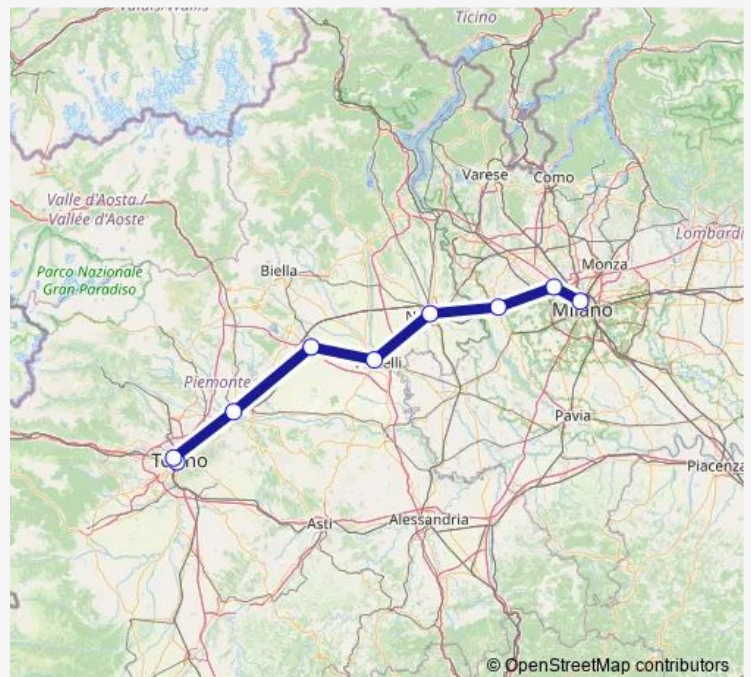 Ticino
Varese
Como
Valle d'Aosta /
Vallée d'Aoste
Lombardi
Monza
Biella
Parco Nazionale
Gran Paradiso
Milano
Piemonte
Pavia
Piacenza
Asti
Alessandria
© OpenStreetMap contributors